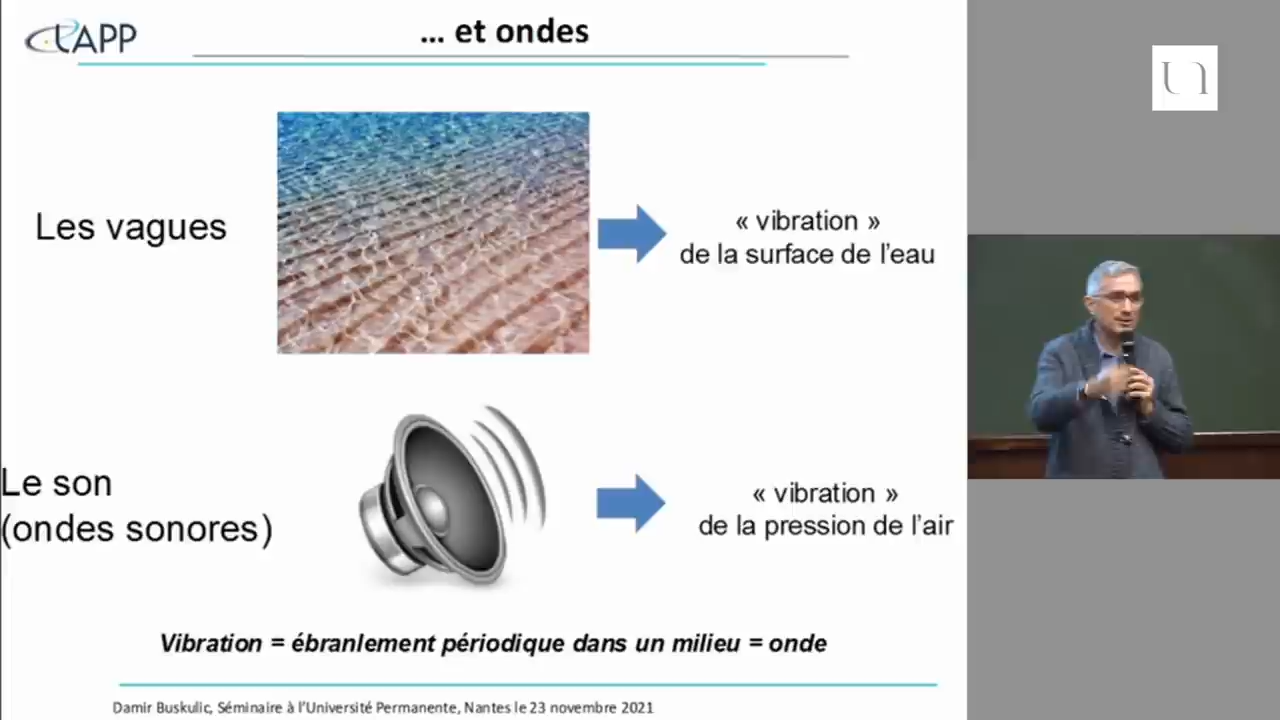 LAPP
... et ondes
Les vagues
« vibration »
de la surface de l'eau
Le son
(ondes sonores)
« vibration »
de la pression de l'air
Vibration = ébranlement périodique dans un milieu = onde
Damir Buskulic, Séminaire à l'Université Permanente, Nantes le 23 novembre 2021